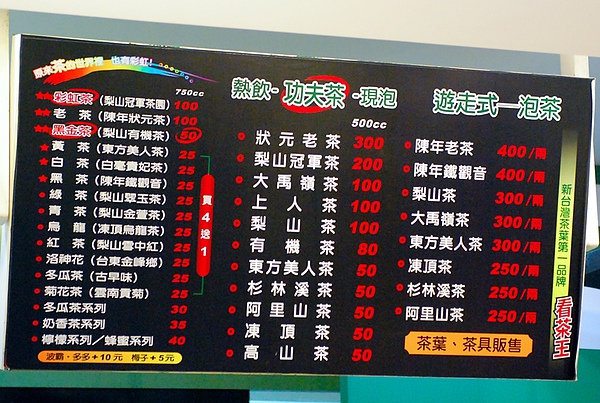 原來茶的世界裡 也有彩虹!
750cc
彩虹茶(梨山冠軍茶園) 100
老茶(陳年狀元茶) 100
黑金茶(梨山有機茶) 50
黃茶(東方美人茶) 25
白茶(白毫貴妃茶) 25
黑茶(陳年鐵觀音) 25
綠茶(梨山翠玉茶) 25
青茶(梨山金萱茶) 25
烏龍(凍頂烏龍茶) 25
紅茶(梨山雪中紅) 25
洛神花(台東金峰鄉) 25
冬瓜茶(古早味) 25
菊花茶(雲南貢菊) 25
冬瓜茶系列 30
奶香茶系列 35
檸檬系列/蜂蜜系列 40
買4送1
波霸、多多+10元 梅子+5元
熱飲-功夫茶-現泡
500cc
狀元老茶 300
梨山冠軍茶 200
大禹嶺茶 100
上人茶 100
梨山茶 100
有機茶 80
東方美人茶 50
杉林溪茶 50
阿里山茶 50
凍頂茶 50
高山茶 50
遊走式一泡茶
陳年老茶 400/兩
陳年鐵觀音 400/兩
梨山茶 300/兩
大禹嶺茶 300/兩
東方美人茶 300/兩
凍頂茶 250/兩
杉林溪茶 250/兩
阿里山茶 250/兩
茶葉、茶具販售
新台灣茶葉第一品牌
看茶王